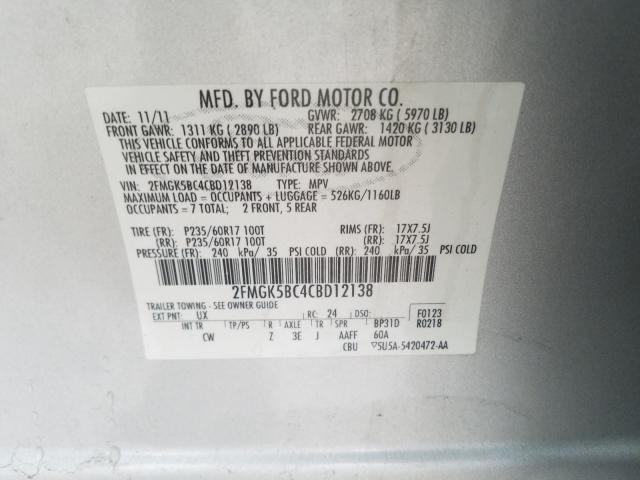 MFD. BY FORD MOTOR CO.
DATE: 11/11 GVWR: 2708 KG ( 5970 LB)
FRONT GAWR: 1311 KG ( 2890 LB) REAR GAWR: 1420 KG ( 3130 LB)
THIS VEHICLE CONFORMS TO ALL APPLICABLE FEDERAL MOTOR
VEHICLE SAFETY AND THEFT PREVENTION STANDARDS
IN EFFECT ON THE DATE OF MANUFACTURE SHOWN ABOVE.
VIN: 2FMGK5BC4CBD12138 TYPE: MPV
MAXIMUM LOAD = OCCUPANTS + LUGGAGE = 526KG/1160LB
OCCUPANTS = 7 TOTAL; 2 FRONT, 5 REAR
TIRE (FR): P235/60R17 100T RIMS (FR): 17X7.5J
(RR): P235/60R17 100T (RR): 17X7.5J
PRESSURE (FR): 240 kPa/ 35 PSI COLD (RR): 240 kPa/ 35 PSI COLD
2FMGK5BC4CBD12138
TRAILER TOWING - SEE OWNER GUIDE
EXT PNT: UX RC: 24 DSO: F0123
INT TR TP/PS R AXLE TR SPR BP31D R0218
CW Z 3E J AAFF 60A
CBU 5U5A-5420472-AA